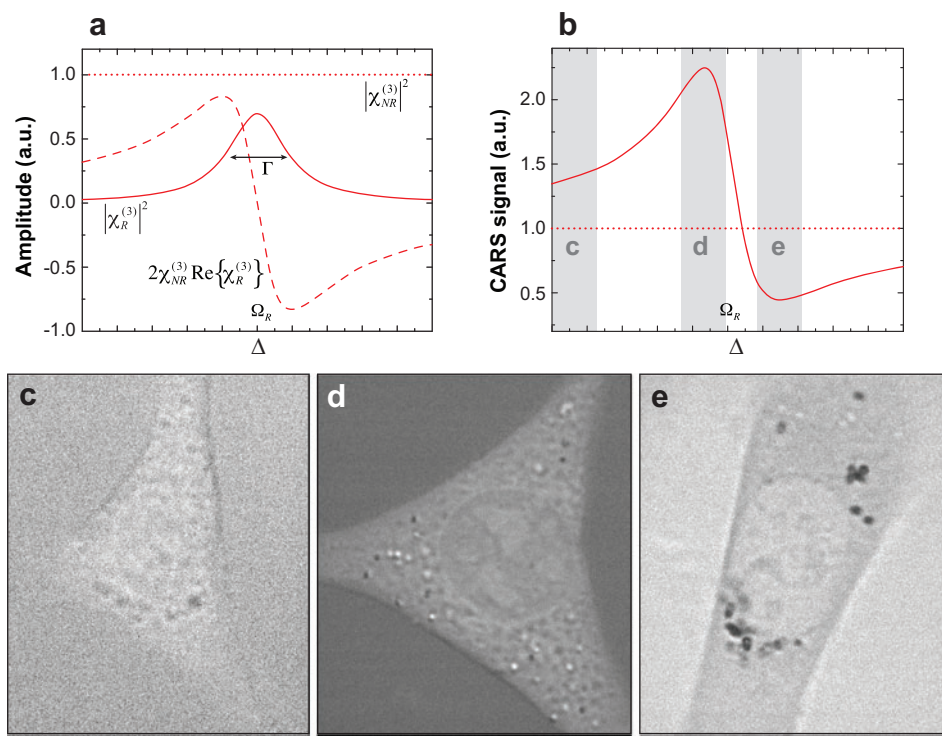 a
Amplitude (a.u.)
1.0
0.5
0.0
-0.5
-1.0
|χ_NR^(3)|²
Γ
|χ_R^(3)|²
2χ_NR^(3) Re{χ_R^(3)}
Ω_R
Δ
b
CARS signal (a.u.)
2.0
1.5
1.0
0.5
c d e
Ω_R
Δ
c
d
e